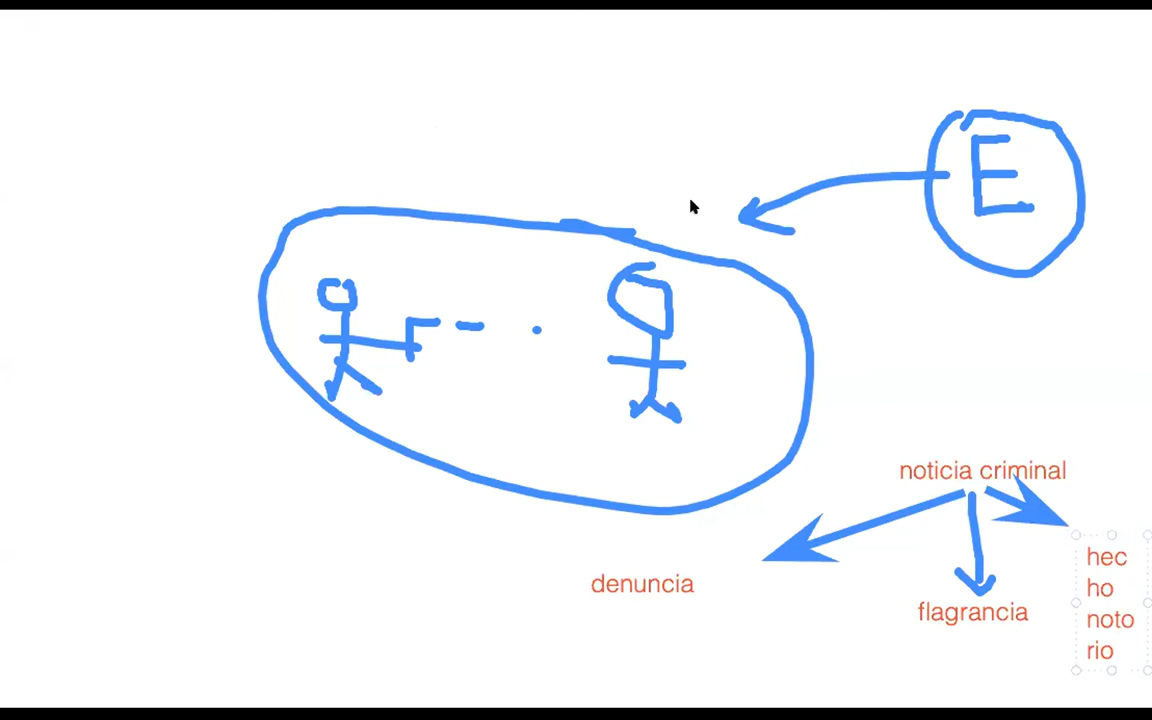 E
noticia criminal
denuncia
flagrancia
hec
ho
noto
rio